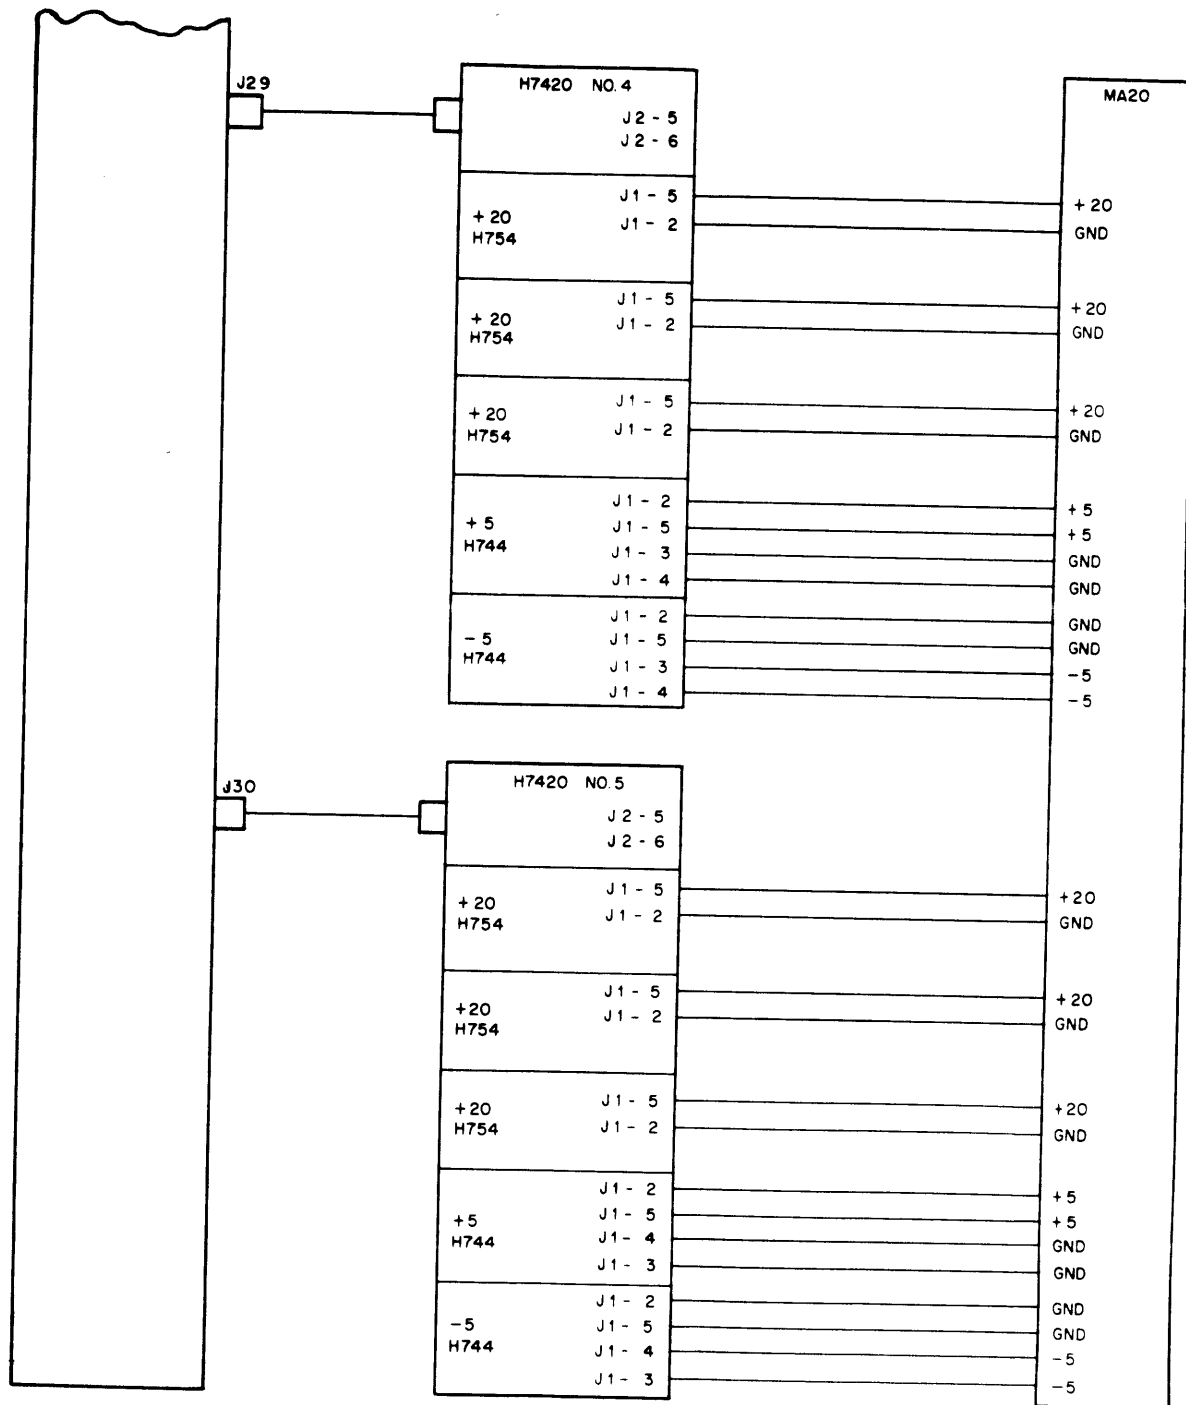 J29
H7420 NO. 4
MA20
J2 - 5
J2 - 6
J1 - 5
+20
+20
H754
J1 - 2
GND
J1 - 5
+20
+20
H754
J1 - 2
GND
J1 - 5
+20
+20
H754
J1 - 2
GND
J1 - 2
+5
+5
H744
J1 - 5
+5
J1 - 3
GND
J1 - 4
GND
J1 - 2
GND
-5
H744
J1 - 5
GND
J1 - 3
-5
J1 - 4
-5
J30
H7420 NO. 5
J2 - 5
J2 - 6
J1 - 5
+20
+20
H754
J1 - 2
GND
J1 - 5
+20
+20
H754
J1 - 2
GND
J1 - 5
+20
+20
H754
J1 - 2
GND
J1 - 2
+5
+5
H744
J1 - 5
+5
J1 - 4
GND
J1 - 3
GND
J1 - 2
GND
-5
H744
J1 - 5
GND
J1 - 4
-5
J1 - 3
-5